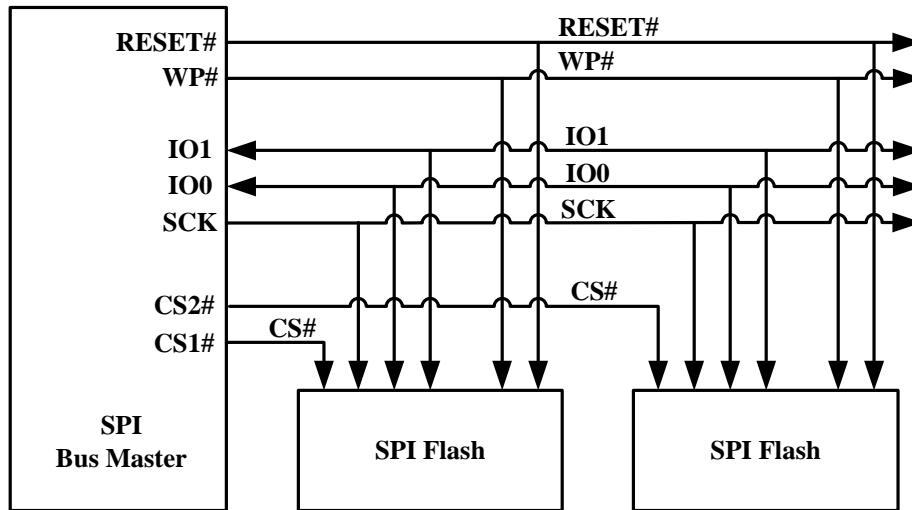 RESET#
RESET#
WP#
WP#
IO1
IO1
IO0
IO0
SCK
SCK
CS2#
CS#
CS1#
CS#
SPI
Bus Master
SPI Flash
SPI Flash